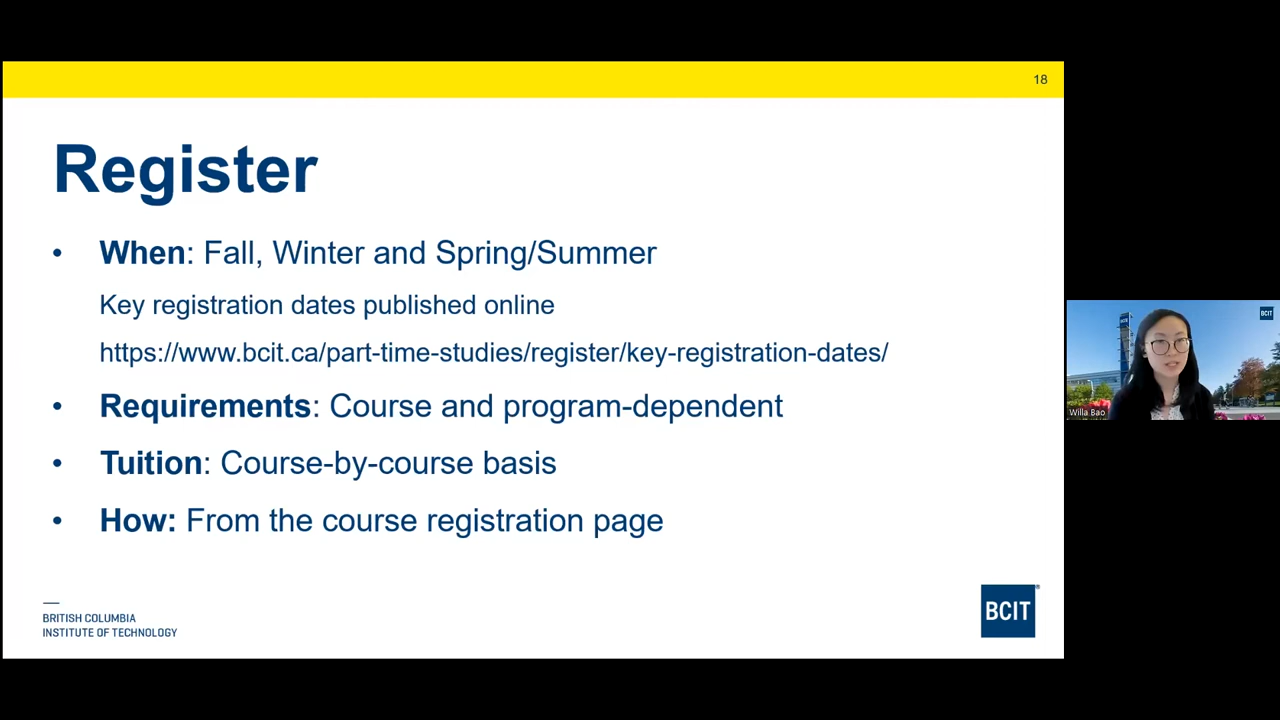 18
Register
• When: Fall, Winter and Spring/Summer
Key registration dates published online
https://www.bcit.ca/part-time-studies/register/key-registration-dates/
• Requirements: Course and program-dependent
• Tuition: Course-by-course basis
• How: From the course registration page
BRITISH COLUMBIA
INSTITUTE OF TECHNOLOGY
BCIT®
BCIT
Willa Bao